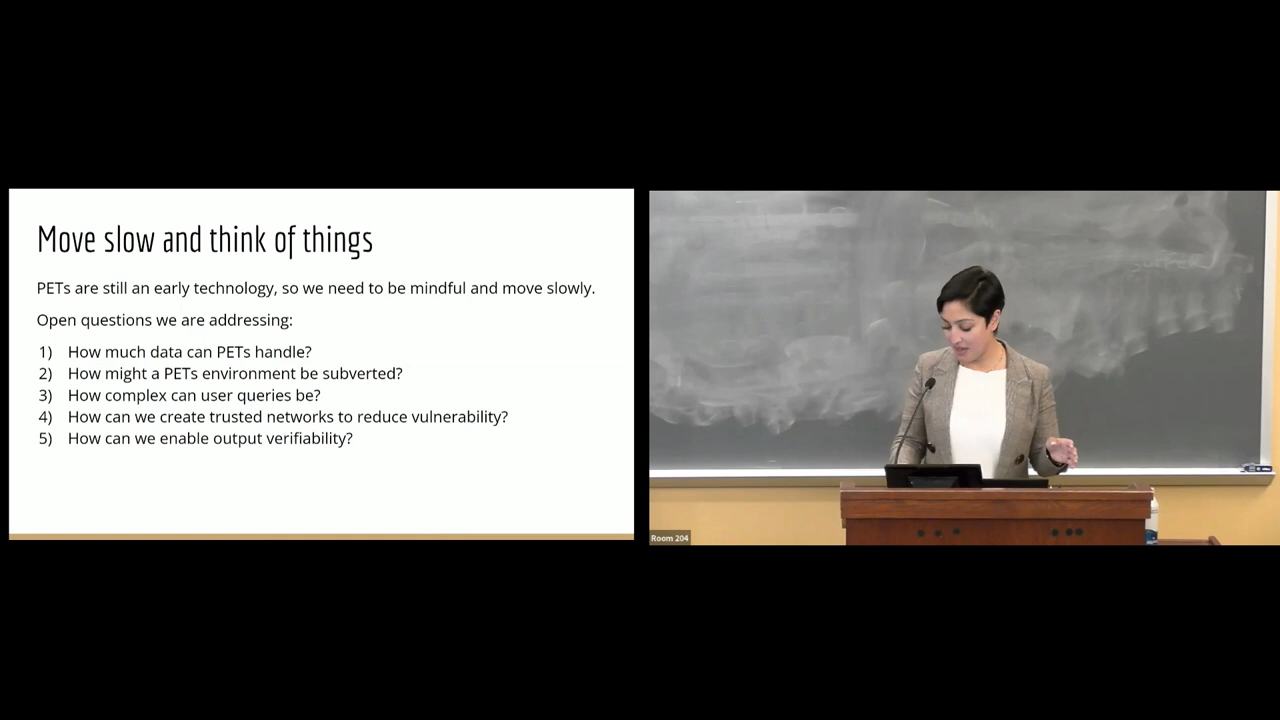 Move slow and think of things
PETs are still an early technology, so we need to be mindful and move slowly.
Open questions we are addressing:
1) How much data can PETs handle?
2) How might a PETs environment be subverted?
3) How complex can user queries be?
4) How can we create trusted networks to reduce vulnerability?
5) How can we enable output verifiability?
Room 204